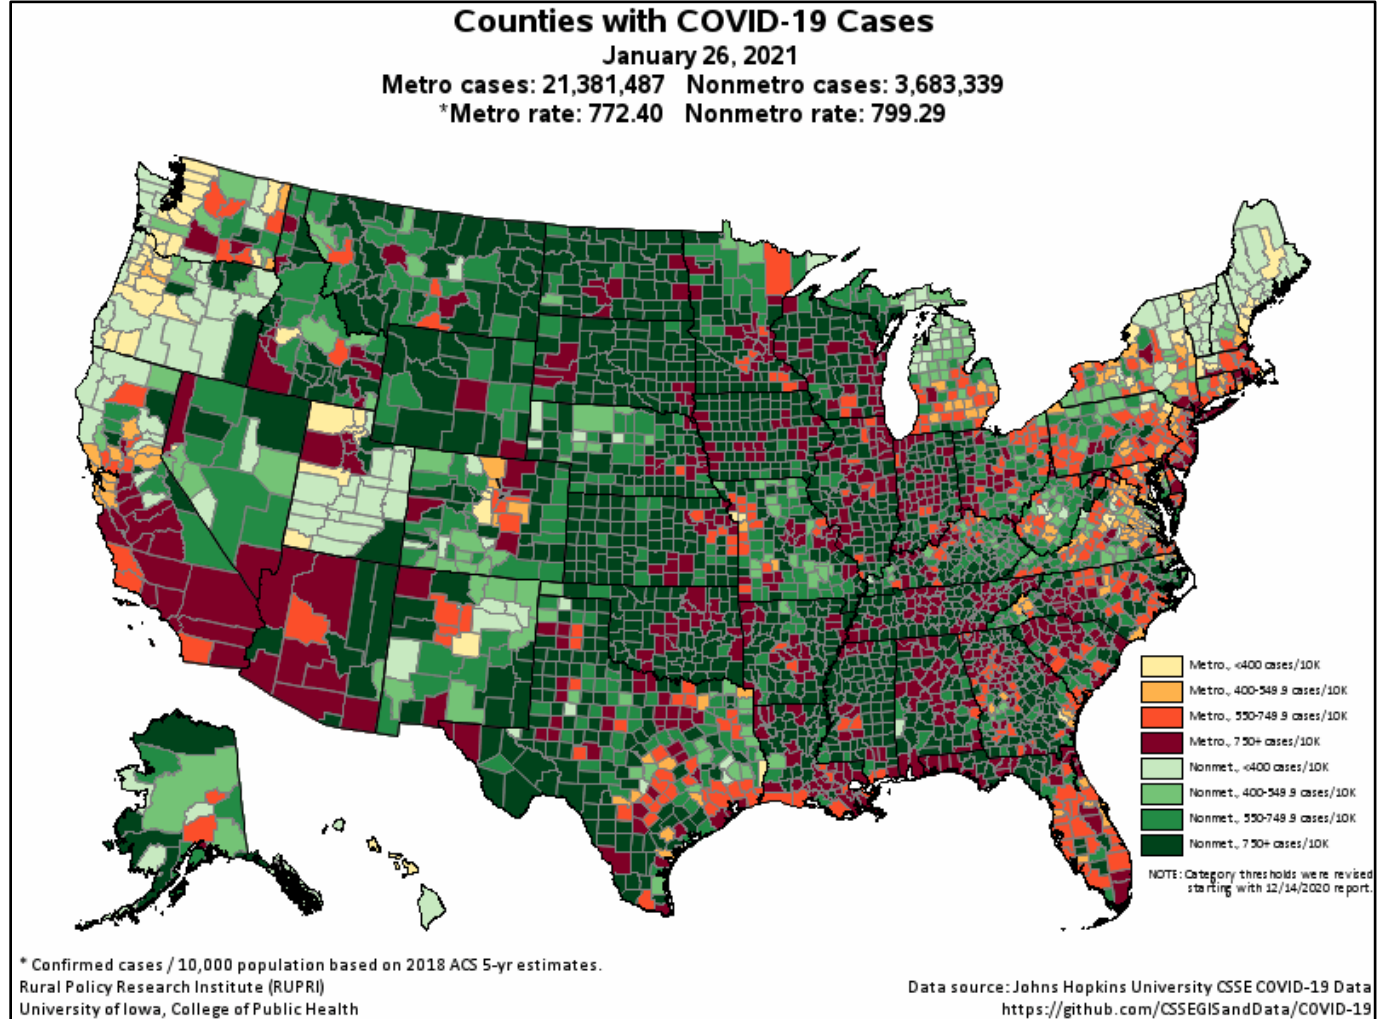 Counties with COVID-19 Cases
January 26, 2021
Metro cases: 21,381,487 Nonmetro cases: 3,683,339
*Metro rate: 772.40 Nonmetro rate: 799.29
Metro., <400 cases/10K
Metro., 400-549.9 cases/10K
Metro., 550-749.9 cases/10K
Metro., 750+ cases/10K
Nonmet., <400 cases/10K
Nonmet., 400-549.9 cases/10K
Nonmet., 550-749.9 cases/10K
Nonmet., 750+ cases/10K
NOTE: Category thresholds were revised
starting with 12/14/2020 report.
* Confirmed cases / 10,000 population based on 2018 ACS 5-yr estimates.
Rural Policy Research Institute (RUPRI)
University of Iowa, College of Public Health
Data source: Johns Hopkins University CSSE COVID-19 Data
https://github.com/CSSEGISandData/COVID-19